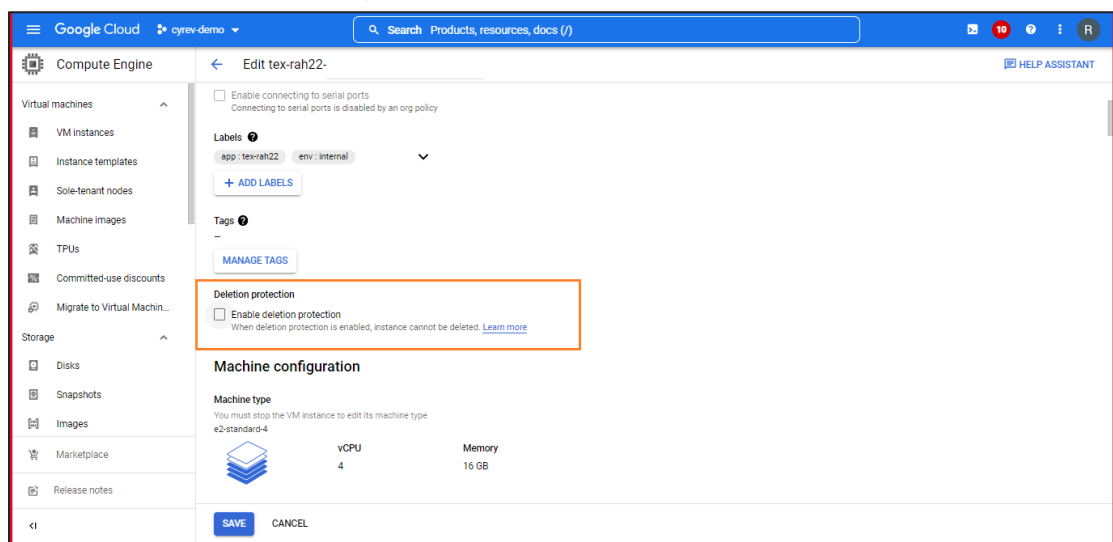 Google Cloud
cyrev-demo
Search Products, resources, docs (/)
10
R
Compute Engine
Edit tex-rah22-
HELP ASSISTANT
Virtual machines
VM instances
Instance templates
Sole-tenant nodes
Machine images
TPUs
Committed-use discounts
Migrate to Virtual Machin...
Storage
Disks
Snapshots
Images
Marketplace
Release notes
Enable connecting to serial ports
Connecting to serial ports is disabled by an org policy
Labels
app : tex-rah22 env : internal
+ ADD LABELS
Tags
–
MANAGE TAGS
Deletion protection
Enable deletion protection
When deletion protection is enabled, instance cannot be deleted. Learn more
Machine configuration
Machine type
You must stop the VM instance to edit its machine type
e2-standard-4
vCPU Memory
4 16 GB
SAVE CANCEL